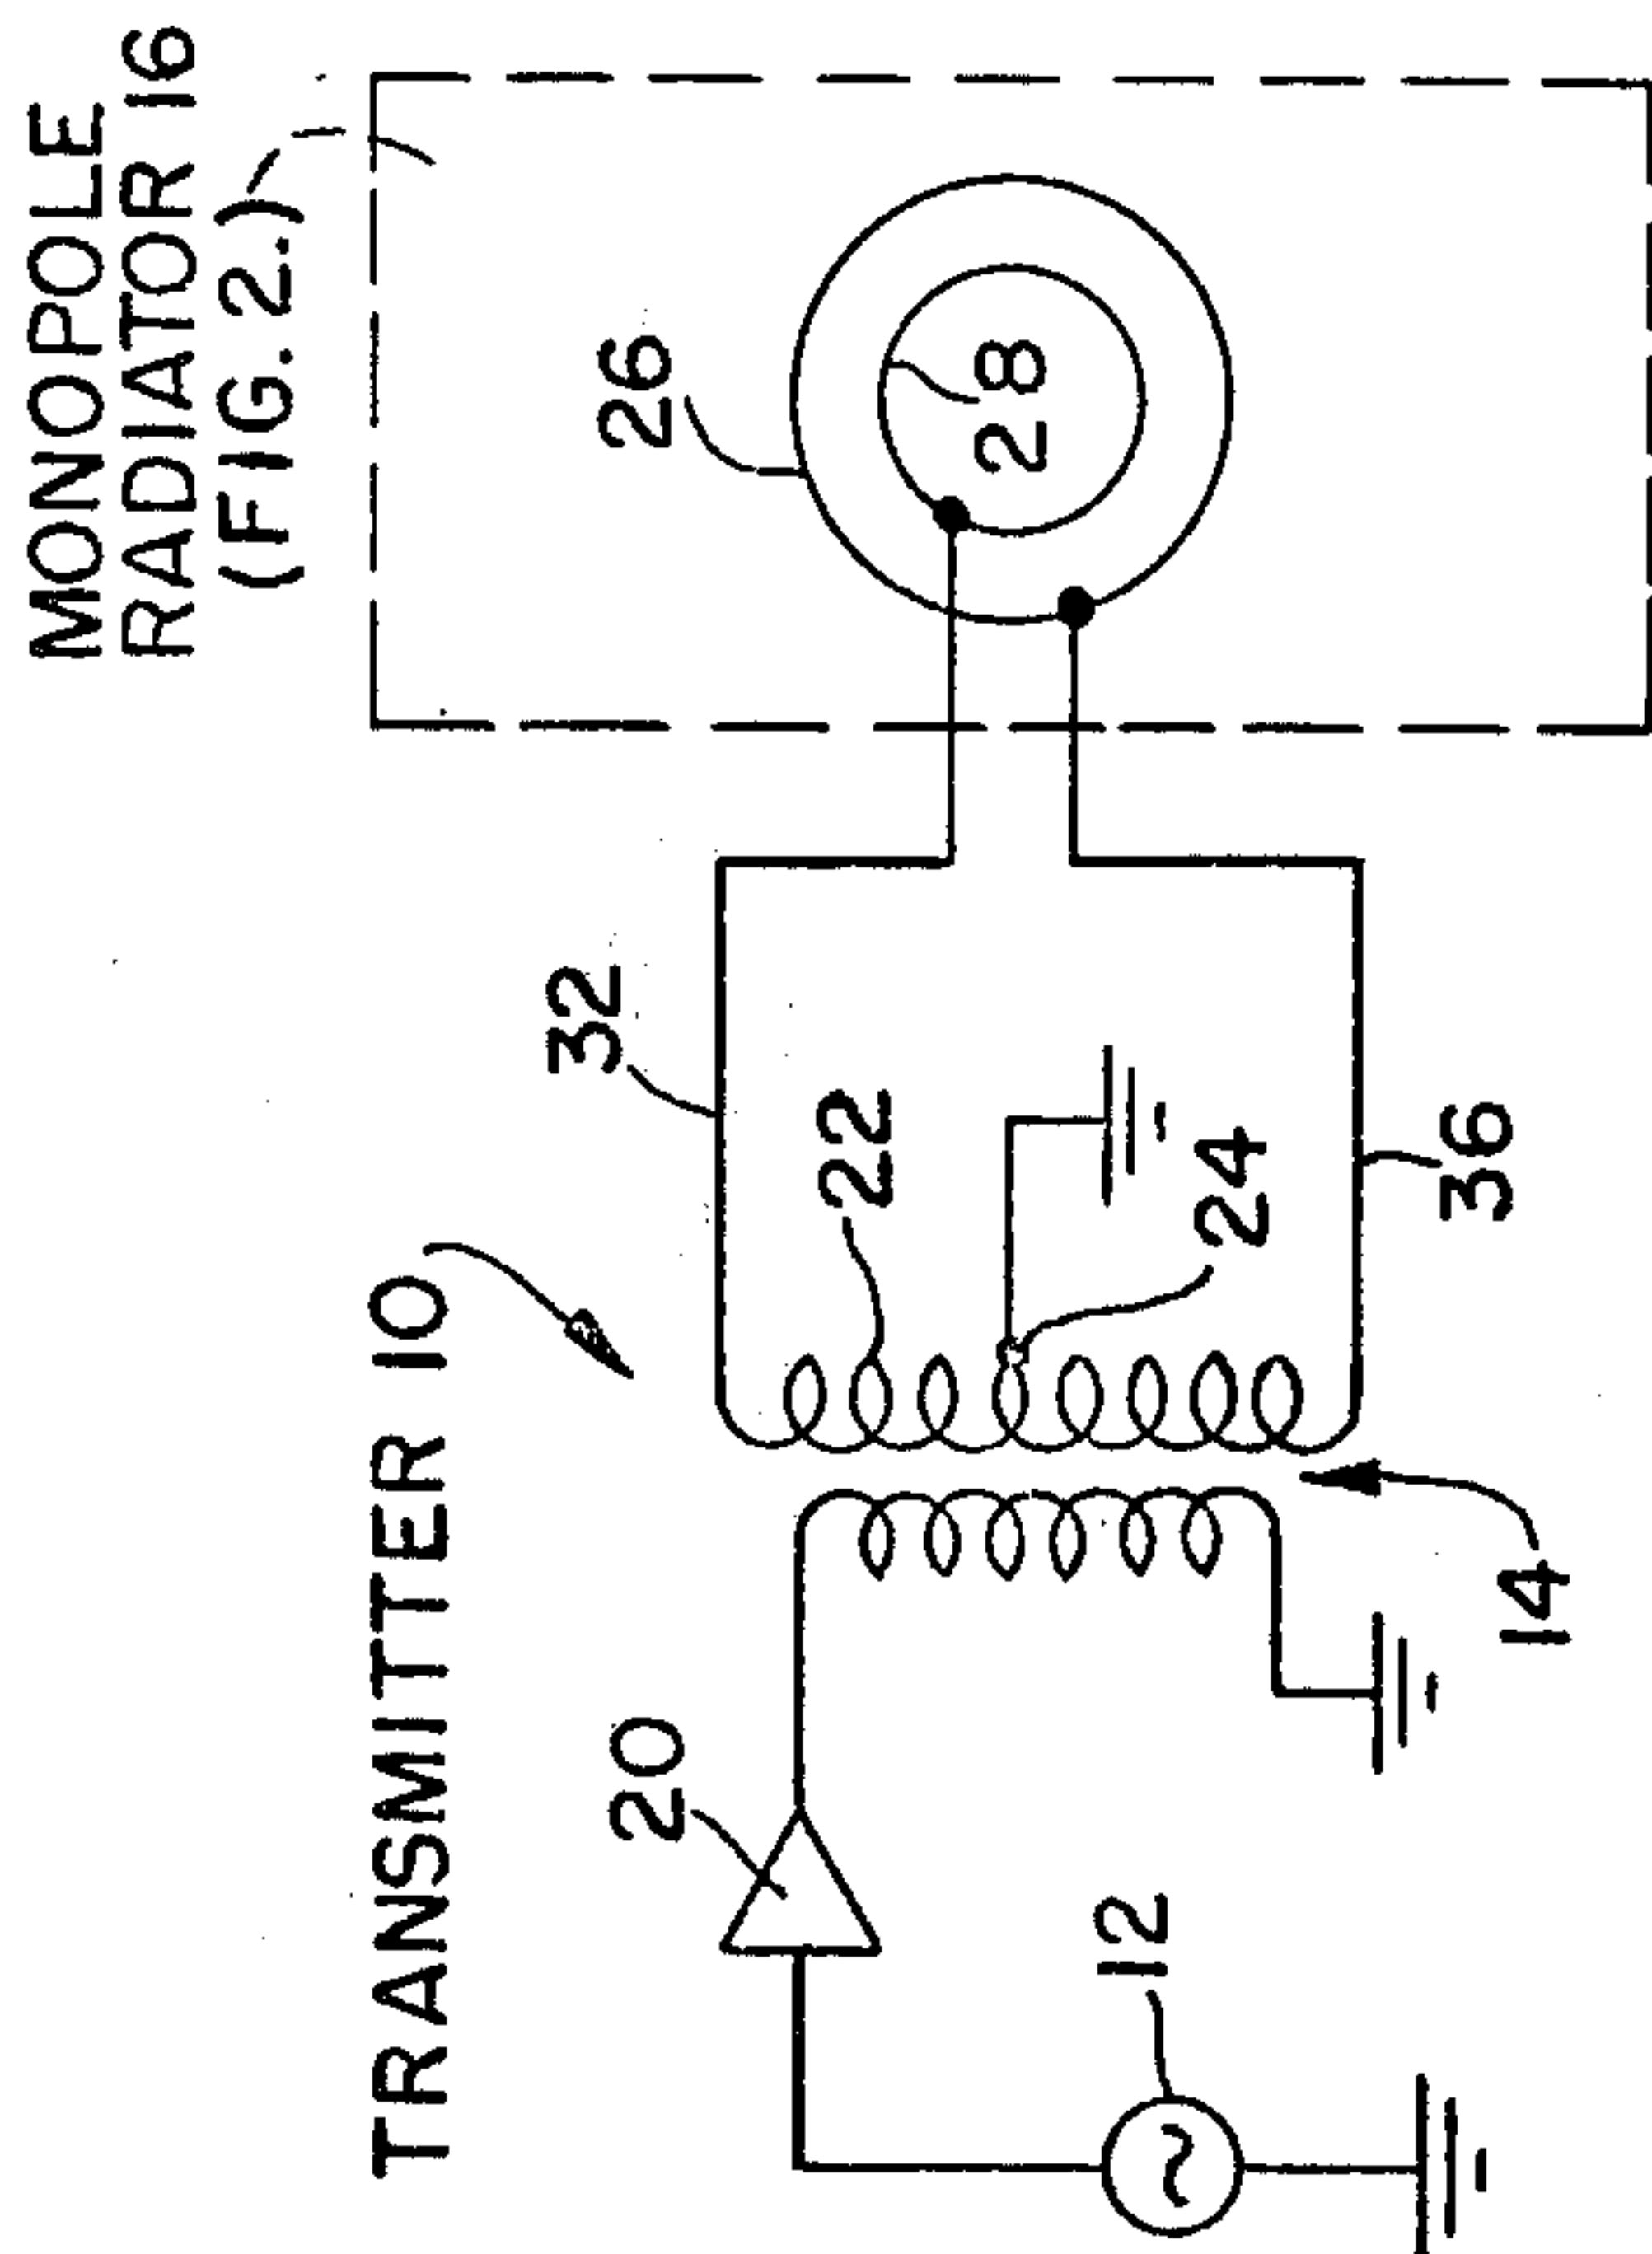 MONOPOLE
RADIATOR 16
(FIG. 2.)
TRANSMITTER 10
26
28
32
22
24
36
20
12
14